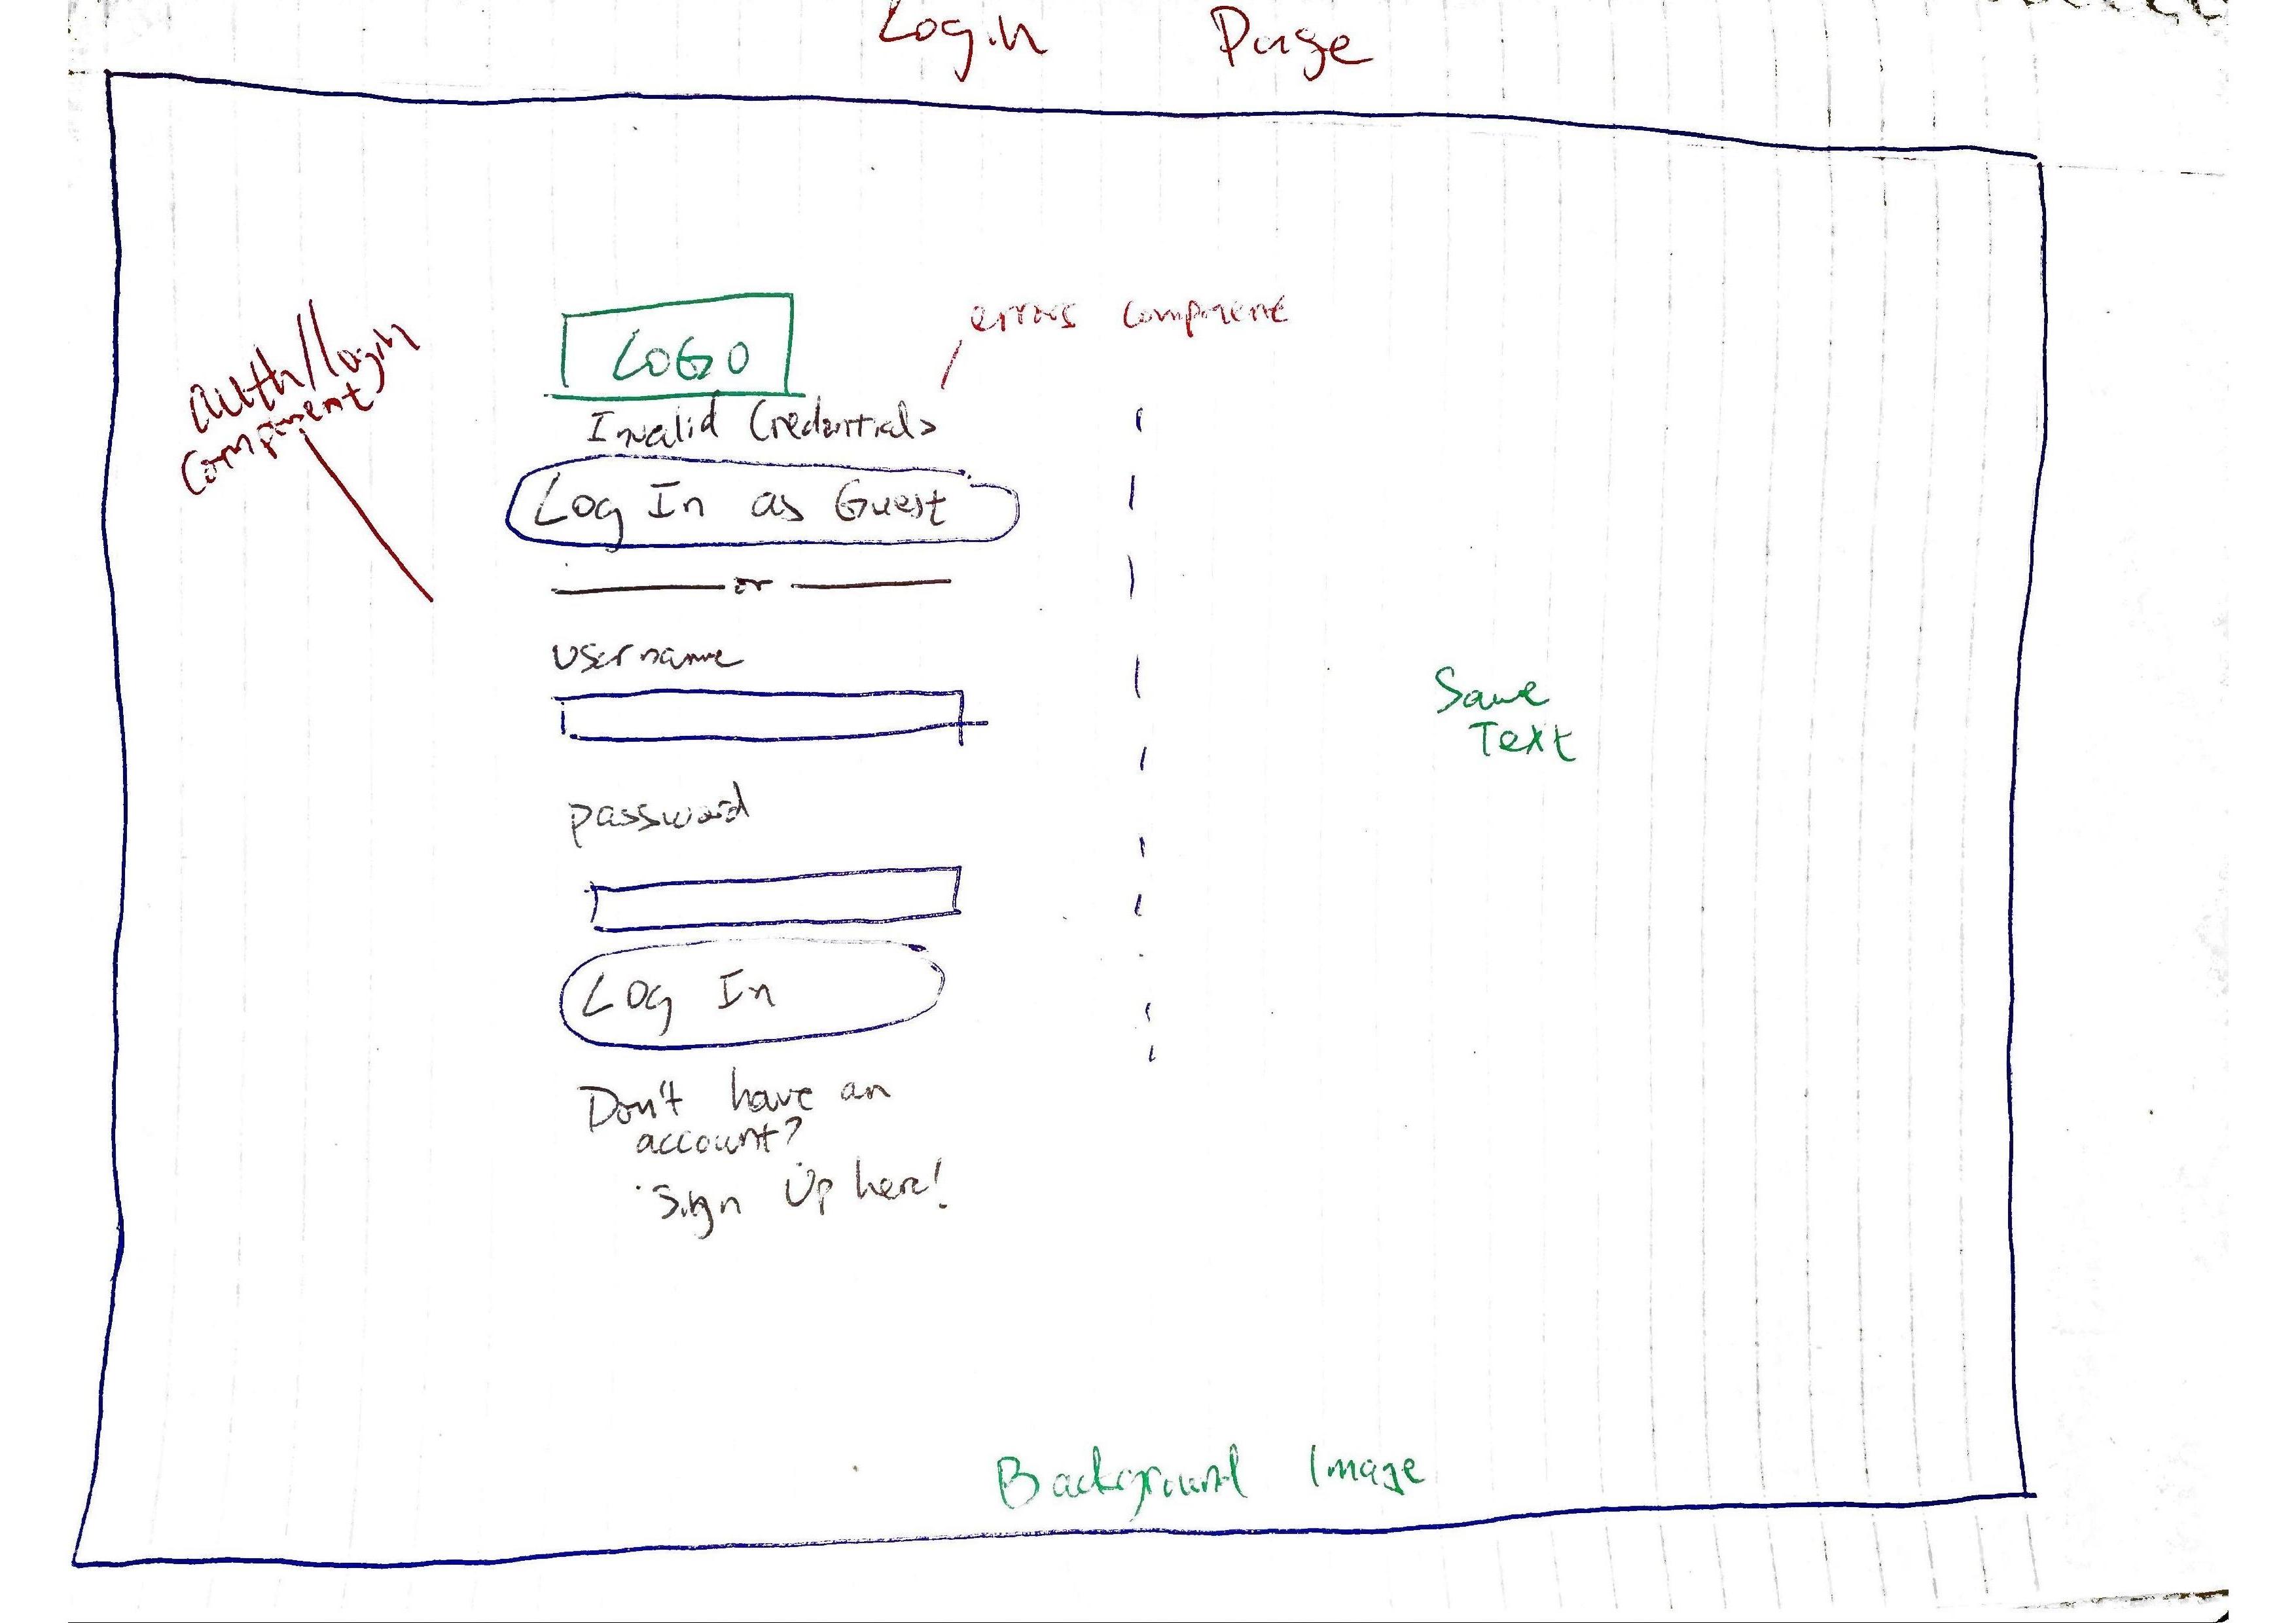 Login Page
auth/login
component
LOGO
errors component
Invalid Credentials
Log In as Guest
or
username
Some
Text
password
Log In
Don't have an
account?
Sign Up here!
Background Image